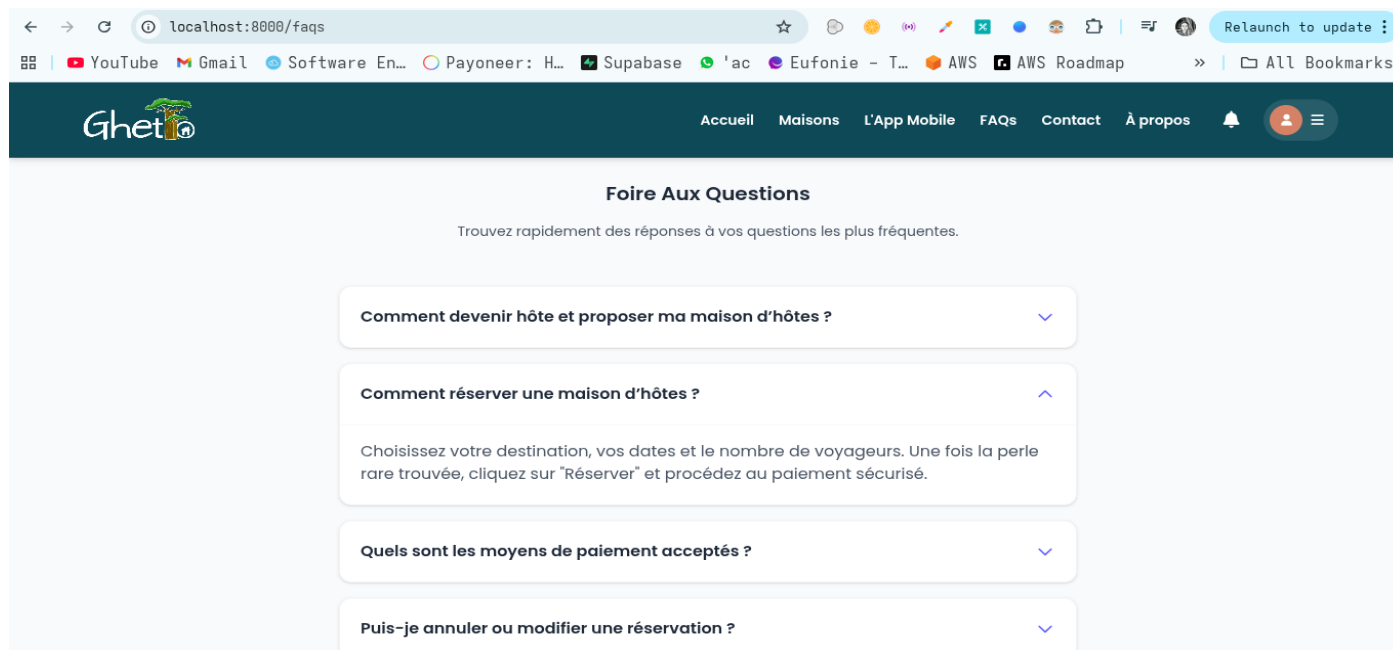 localhost:8000/faqs
Relaunch to update
YouTube Gmail Software En… Payoneer: H… Supabase 'ac Eufonie – T… AWS AWS Roadmap » All Bookmarks
Ghetto
Accueil Maisons L'App Mobile FAQs Contact À propos
Foire Aux Questions
Trouvez rapidement des réponses à vos questions les plus fréquentes.
Comment devenir hôte et proposer ma maison d’hôtes ?
Comment réserver une maison d’hôtes ?
Choisissez votre destination, vos dates et le nombre de voyageurs. Une fois la perle
rare trouvée, cliquez sur "Réserver" et procédez au paiement sécurisé.
Quels sont les moyens de paiement acceptés ?
Puis-je annuler ou modifier une réservation ?